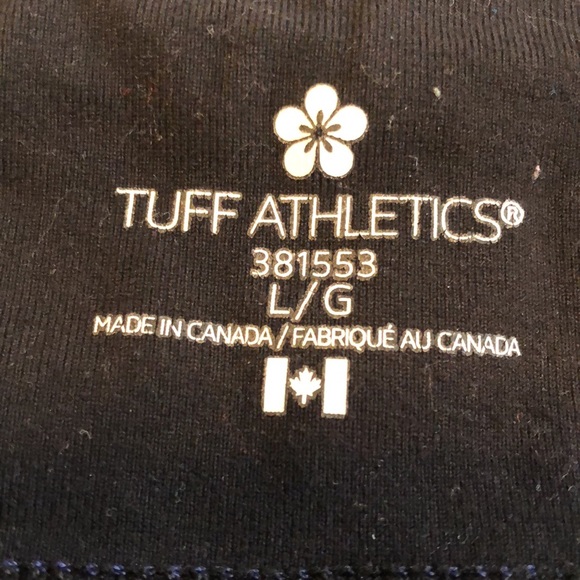 TUFF ATHLETICS®
381553
L/G
MADE IN CANADA / FABRIQUÉ AU CANADA